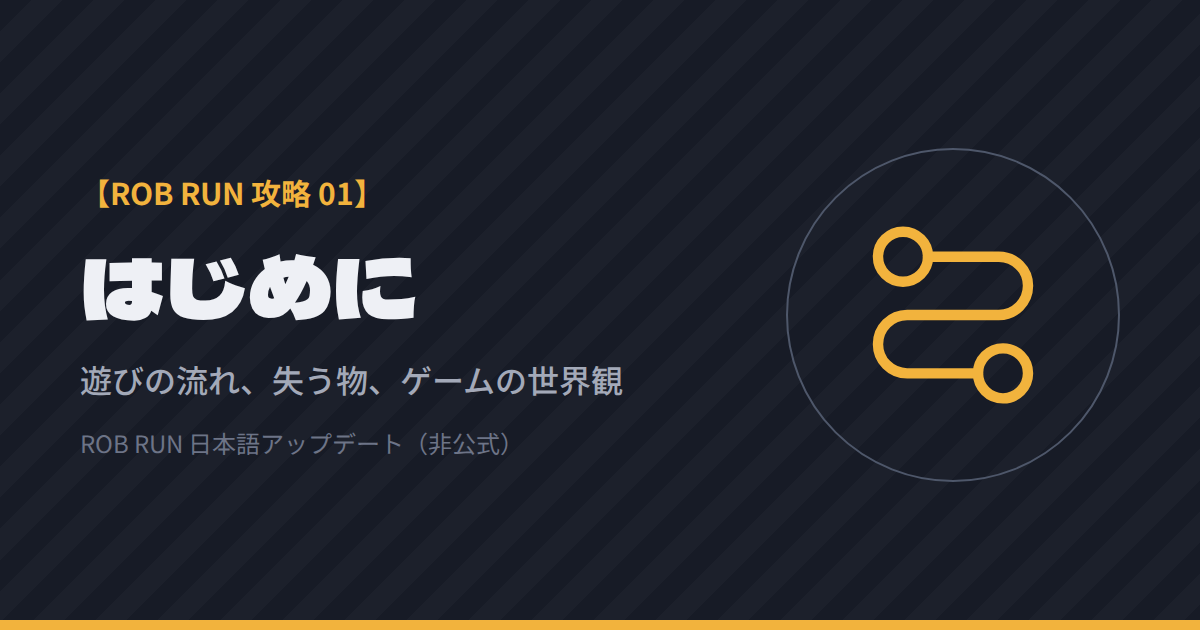 【ROB RUN 攻略 01】
はじめに
遊びの流れ、失う物、ゲームの世界観
ROB RUN 日本語アップデート（非公式）